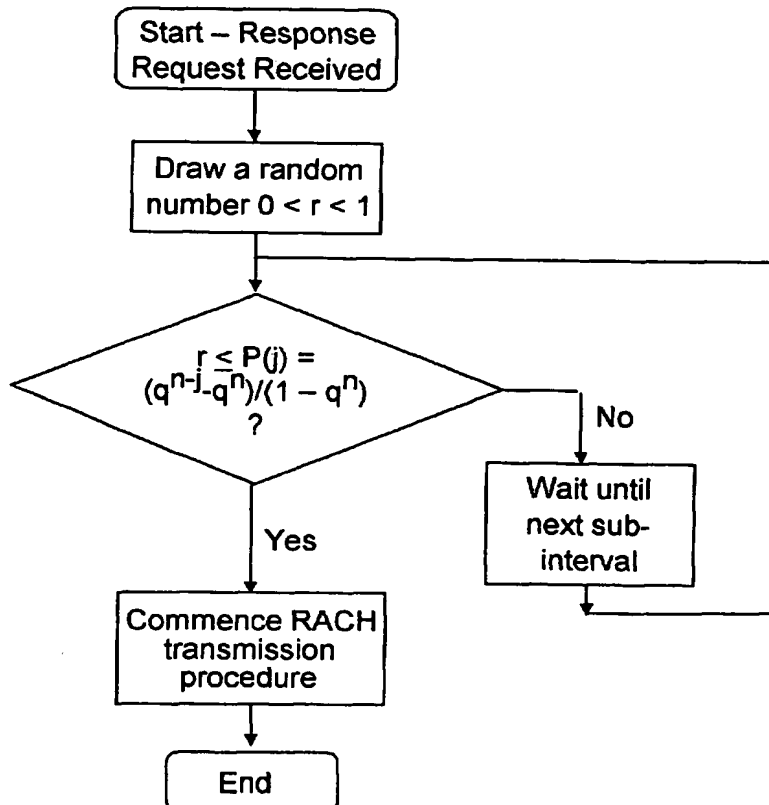 Start – Response
Request Received
Draw a random
number 0 < r < 1
r ≤ P(j) =
(q^n-j-q^n)/(1 – q^n)
?
No
Wait until
next sub-
interval
Yes
Commence RACH
transmission
procedure
End